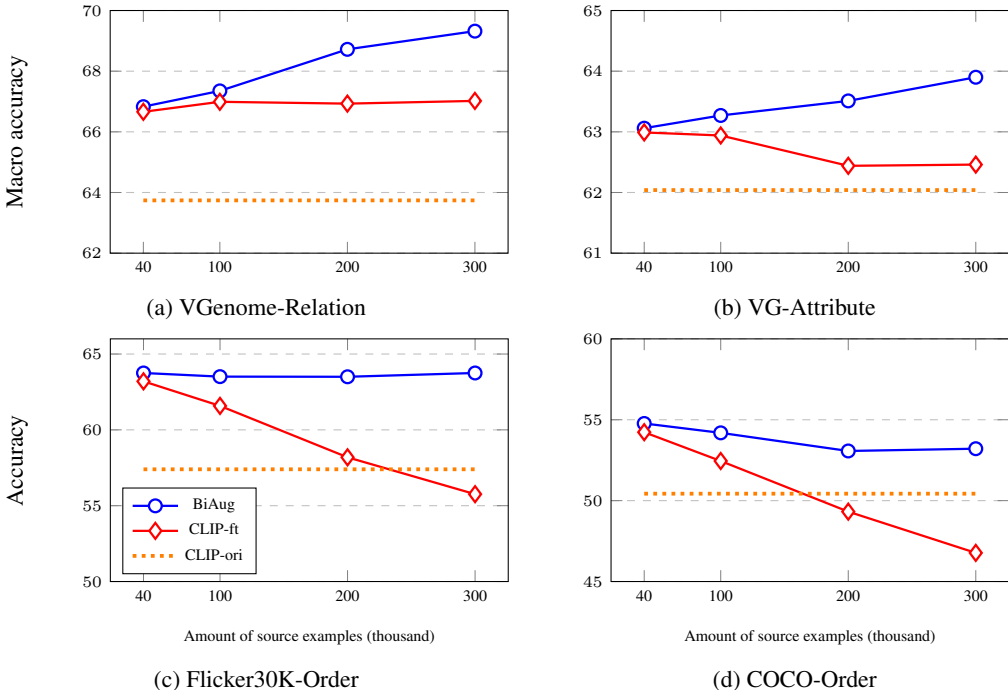 Macro accuracy
70
68
66
64
62
40 100 200 300
(a) VGenome-Relation
65
64
63
62
61
40 100 200 300
(b) VG-Attribute
Accuracy
65
60
55
50
BiAug
CLIP-ft
CLIP-ori
40 100 200 300
Amount of source examples (thousand)
(c) Flicker30K-Order
60
55
50
45
40 100 200 300
Amount of source examples (thousand)
(d) COCO-Order